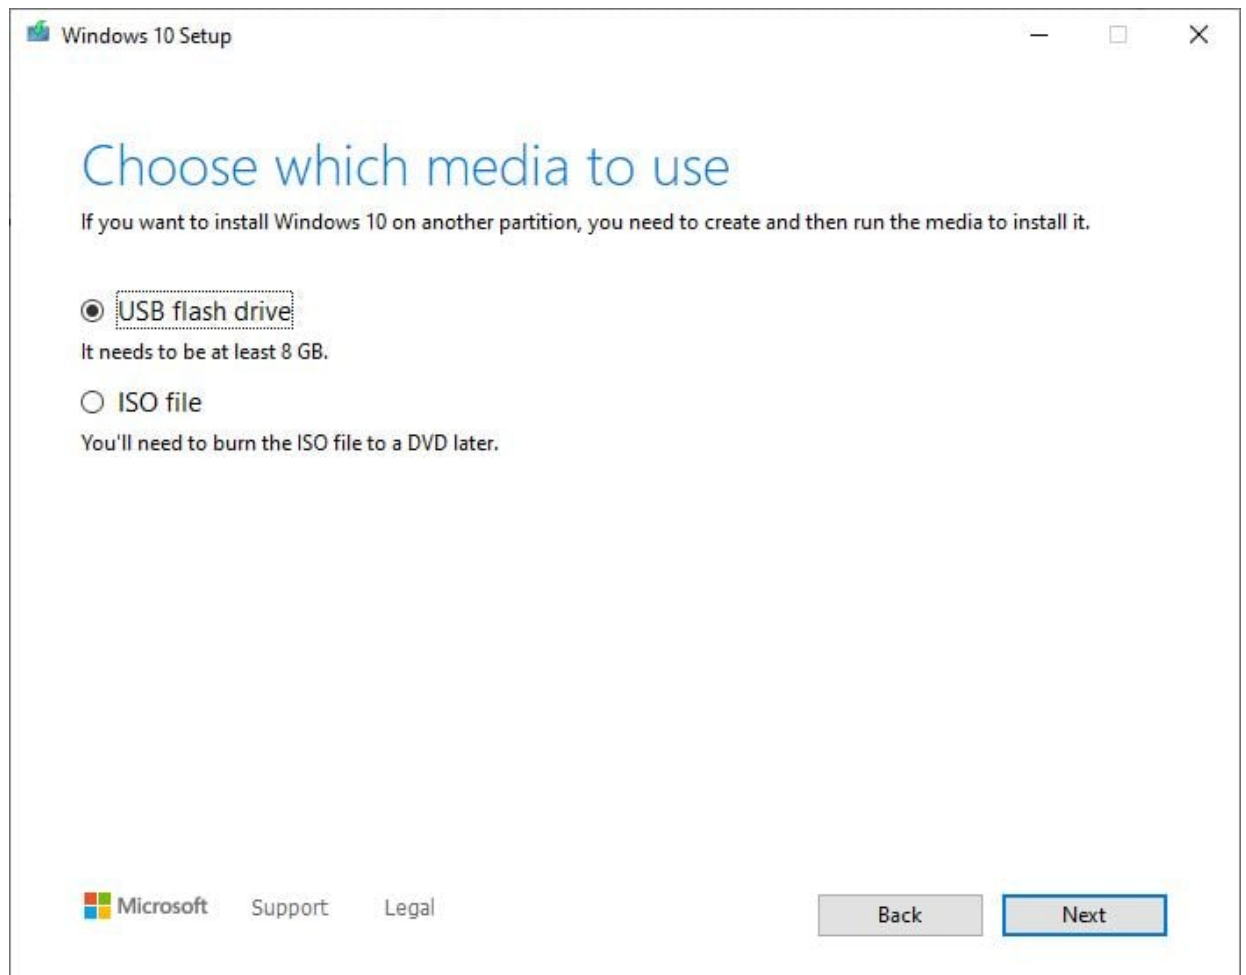 Windows 10 Setup
Choose which media to use
If you want to install Windows 10 on another partition, you need to create and then run the media to install it.
USB flash drive
It needs to be at least 8 GB.
ISO file
You'll need to burn the ISO file to a DVD later.
Microsoft Support Legal Back Next